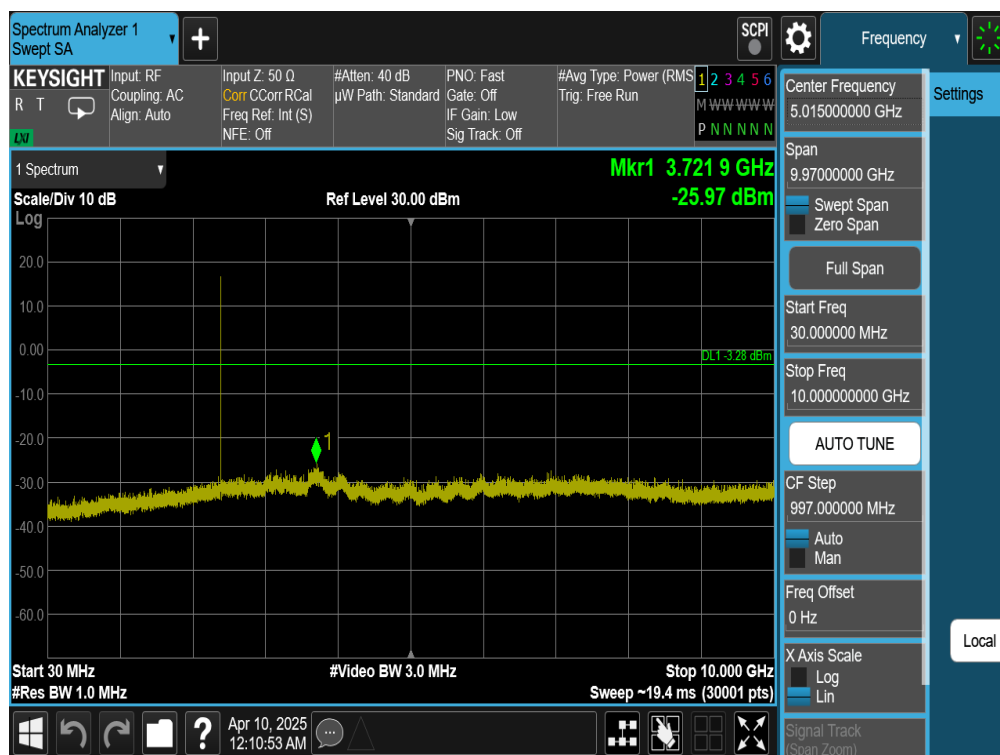 Spectrum Analyzer 1
Swept SA
+
SCPI
Frequency
KEYSIGHT
R T
LXI
Input: RF
Coupling: AC
Align: Auto
Input Z: 50 Ω
Corr CCorr RCal
Freq Ref: Int (S)
NFE: Off
#Atten: 40 dB
µW Path: Standard
PNO: Fast
Gate: Off
IF Gain: Low
Sig Track: Off
#Avg Type: Power (RMS
Trig: Free Run
1 2 3 4 5 6
M W W W W W
P N N N N N
1 Spectrum
Scale/Div 10 dB
Log
Ref Level 30.00 dBm
Mkr1 3.721 9 GHz
-25.97 dBm
20.0
10.0
0.00
-10.0
-20.0
-30.0
-40.0
-50.0
-60.0
DL1 -3.28 dBm
1
Start 30 MHz
#Res BW 1.0 MHz
#Video BW 3.0 MHz
Stop 10.000 GHz
Sweep ~19.4 ms (30001 pts)
Center Frequency
5.015000000 GHz
Span
9.97000000 GHz
Swept Span
Zero Span
Full Span
Start Freq
30.000000 MHz
Stop Freq
10.000000000 GHz
AUTO TUNE
CF Step
997.000000 MHz
Auto
Man
Freq Offset
0 Hz
X Axis Scale
Log
Lin
Signal Track
(Span Zoom)
Settings
Local
?
Apr 10, 2025
12:10:53 AM